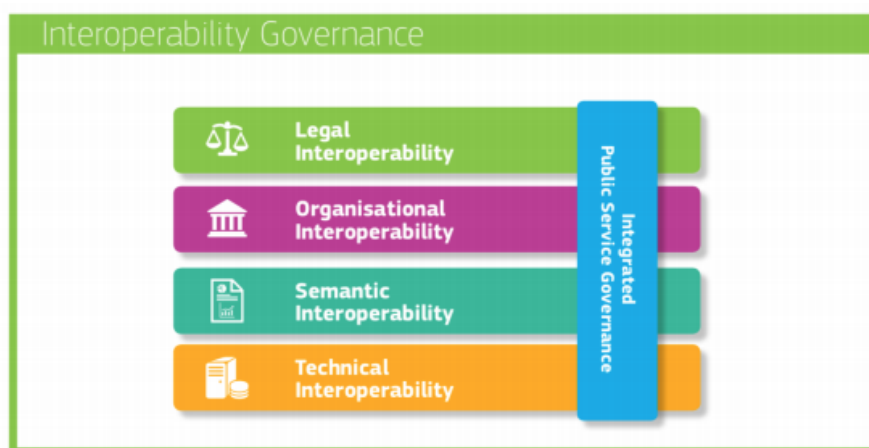 Interoperability Governance
Legal
Interoperability
Organisational
Interoperability
Semantic
Interoperability
Technical
Interoperability
Integrated
Public Service Governance